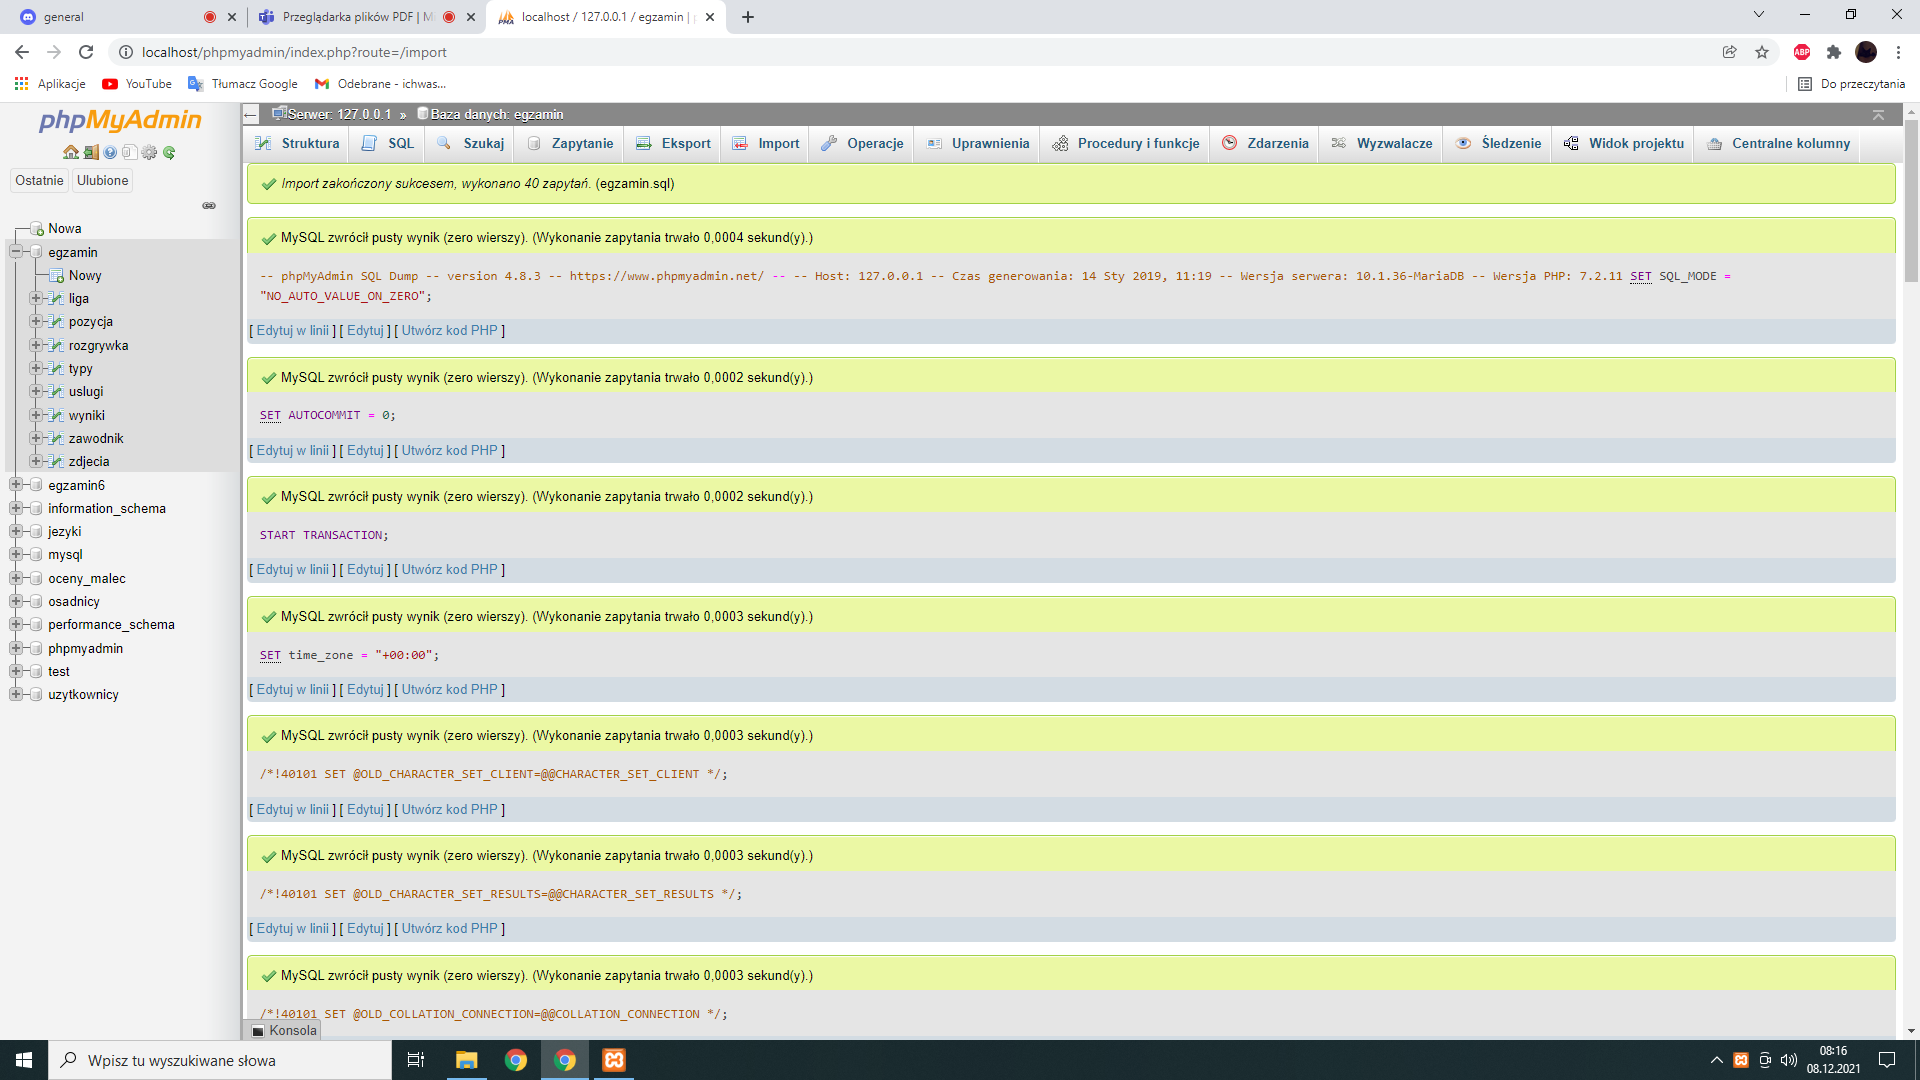 general
Przeglądarka plików PDF | Mi
localhost / 127.0.0.1 / egzamin | p
localhost/phpmyadmin/index.php?route=/import
ABP
Aplikacje
YouTube
Tłumacz Google
Odebrane - ichwas...
Do przeczytania
phpMyAdmin
Ostatnie
Ulubione
Nowa
egzamin
Nowy
liga
pozycja
rozgrywka
typy
uslugi
wyniki
zawodnik
zdjecia
egzamin6
information_schema
jezyki
mysql
oceny_malec
osadnicy
performance_schema
phpmyadmin
test
uzytkownicy
Serwer: 127.0.0.1 » Baza danych: egzamin
Struktura
SQL
Szukaj
Zapytanie
Eksport
Import
Operacje
Uprawnienia
Procedury i funkcje
Zdarzenia
Wyzwalacze
Śledzenie
Widok projektu
Centralne kolumny
Import zakończony sukcesem, wykonano 40 zapytań. (egzamin.sql)
MySQL zwrócił pusty wynik (zero wierszy). (Wykonanie zapytania trwało 0,0004 sekund(y).)
-- phpMyAdmin SQL Dump -- version 4.8.3 -- https://www.phpmyadmin.net/ -- -- Host: 127.0.0.1 -- Czas generowania: 14 Sty 2019, 11:19 -- Wersja serwera: 10.1.36-MariaDB -- Wersja PHP: 7.2.11 SET SQL_MODE =
"NO_AUTO_VALUE_ON_ZERO";
[ Edytuj w linii ] [ Edytuj ] [ Utwórz kod PHP ]
MySQL zwrócił pusty wynik (zero wierszy). (Wykonanie zapytania trwało 0,0002 sekund(y).)
SET AUTOCOMMIT = 0;
[ Edytuj w linii ] [ Edytuj ] [ Utwórz kod PHP ]
MySQL zwrócił pusty wynik (zero wierszy). (Wykonanie zapytania trwało 0,0002 sekund(y).)
START TRANSACTION;
[ Edytuj w linii ] [ Edytuj ] [ Utwórz kod PHP ]
MySQL zwrócił pusty wynik (zero wierszy). (Wykonanie zapytania trwało 0,0003 sekund(y).)
SET time_zone = "+00:00";
[ Edytuj w linii ] [ Edytuj ] [ Utwórz kod PHP ]
MySQL zwrócił pusty wynik (zero wierszy). (Wykonanie zapytania trwało 0,0003 sekund(y).)
/*!40101 SET @OLD_CHARACTER_SET_CLIENT=@@CHARACTER_SET_CLIENT */;
[ Edytuj w linii ] [ Edytuj ] [ Utwórz kod PHP ]
MySQL zwrócił pusty wynik (zero wierszy). (Wykonanie zapytania trwało 0,0003 sekund(y).)
/*!40101 SET @OLD_CHARACTER_SET_RESULTS=@@CHARACTER_SET_RESULTS */;
[ Edytuj w linii ] [ Edytuj ] [ Utwórz kod PHP ]
MySQL zwrócił pusty wynik (zero wierszy). (Wykonanie zapytania trwało 0,0003 sekund(y).)
/*!40101 SET @OLD_COLLATION_CONNECTION=@@COLLATION_CONNECTION */;
Konsola
Wpisz tu wyszukiwane słowa
08:16
08.12.2021